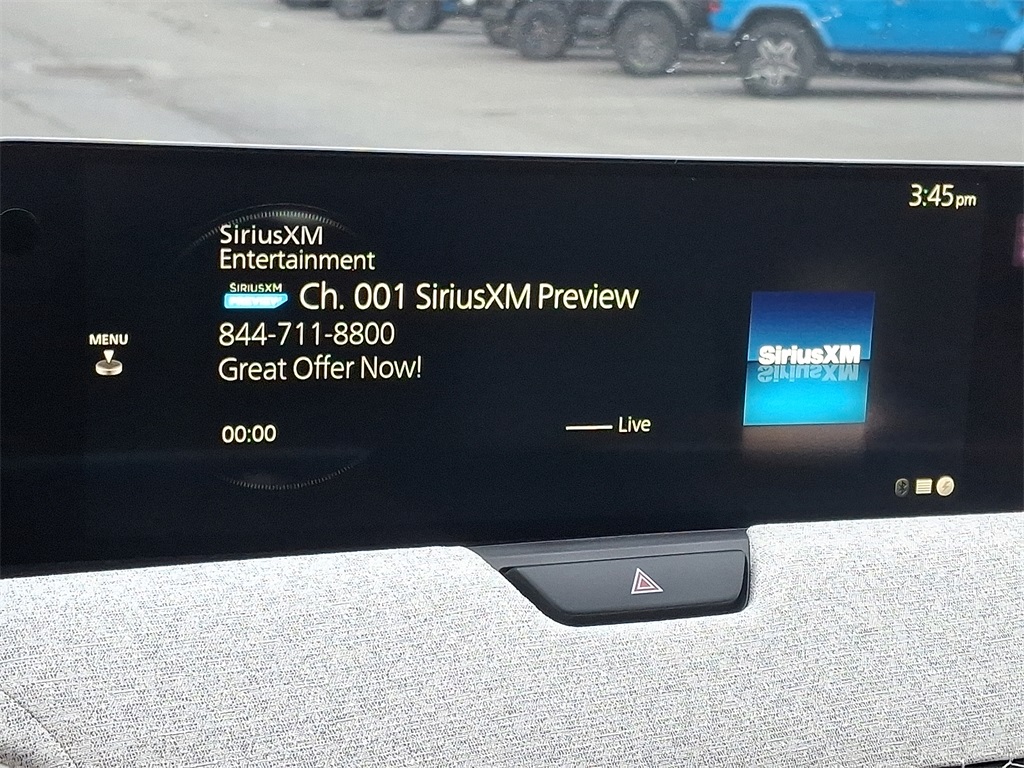 3:45pm
SiriusXM
Entertainment
SIRIUSXM
PREVIEW
Ch. 001 SiriusXM Preview
844-711-8800
Great Offer Now!
MENU
SiriusXM
00:00
Live